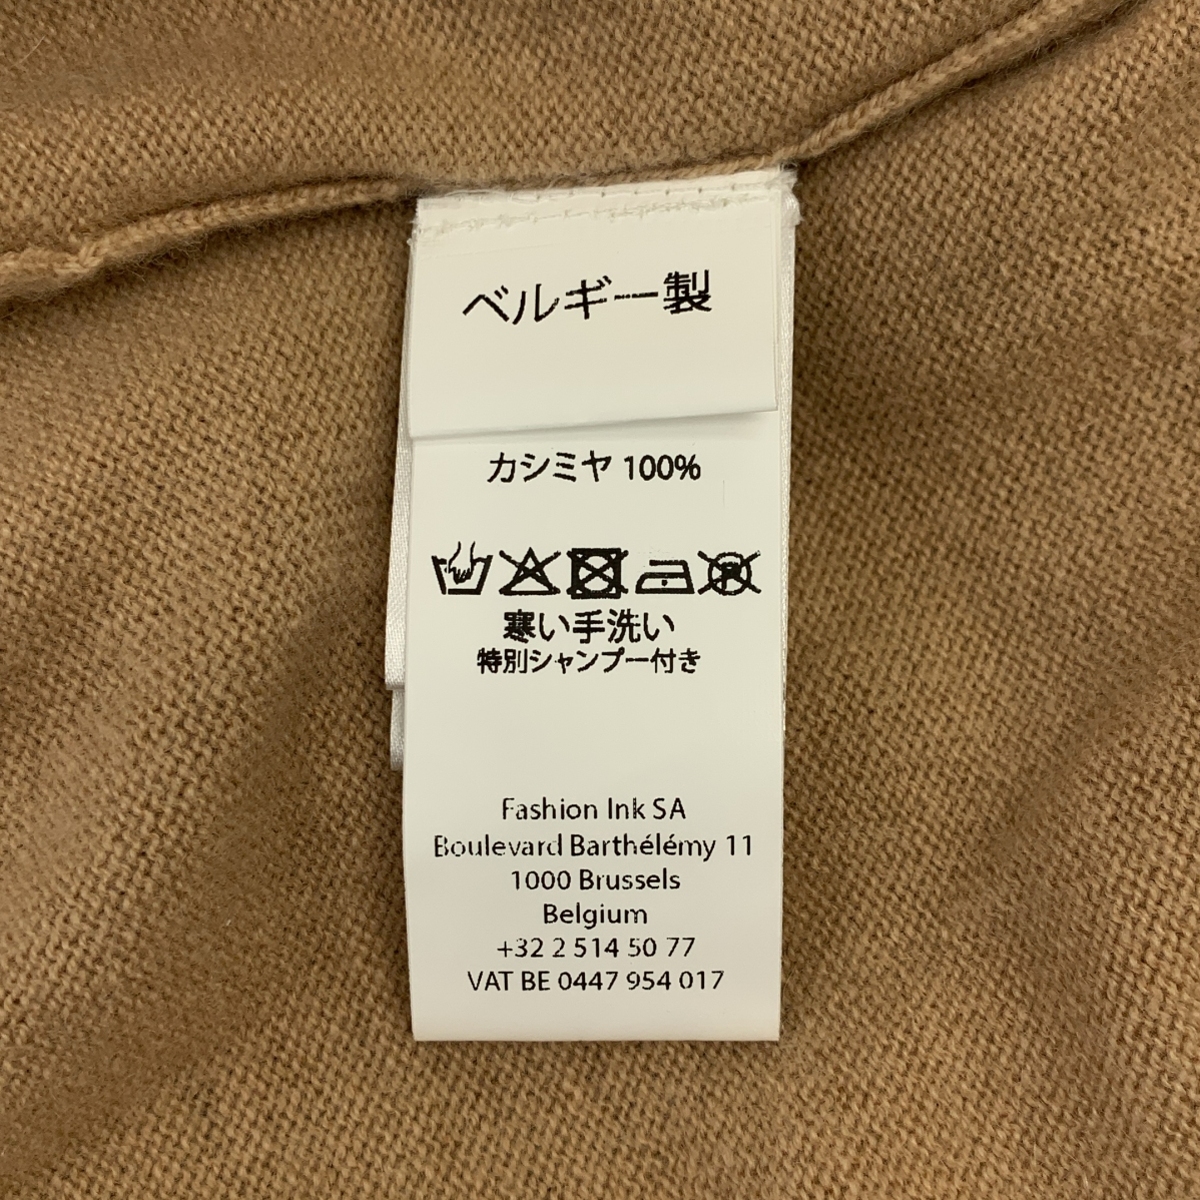 ベルギー製
カシミヤ 100%
寒い手洗い
特別シャンプー付き
Fashion Ink SA
Boulevard Barthélémy 11
1000 Brussels
Belgium
+32 2 514 50 77
VAT BE 0447 954 017